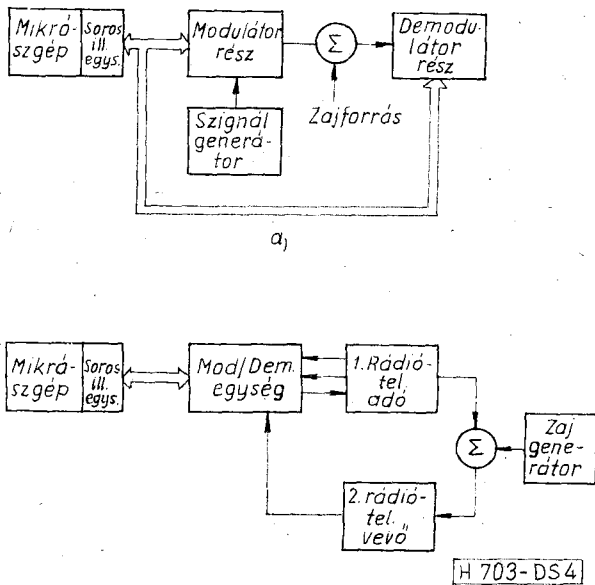 Mikró-
szgép
Soros
ill.
egys.
Modulátor
rész
Σ
Demodu-
látor
rész
Szignál
generá-
tor
Zajforrás
a)
Mikrá-
szgép
Soros
ill.
egys.
Mod/Dem.
egység
1. Rádió-
tel.
adó
Σ
Zaj
gene-
rátor
2. rádió-
tel.
vevő
H 703-DS4